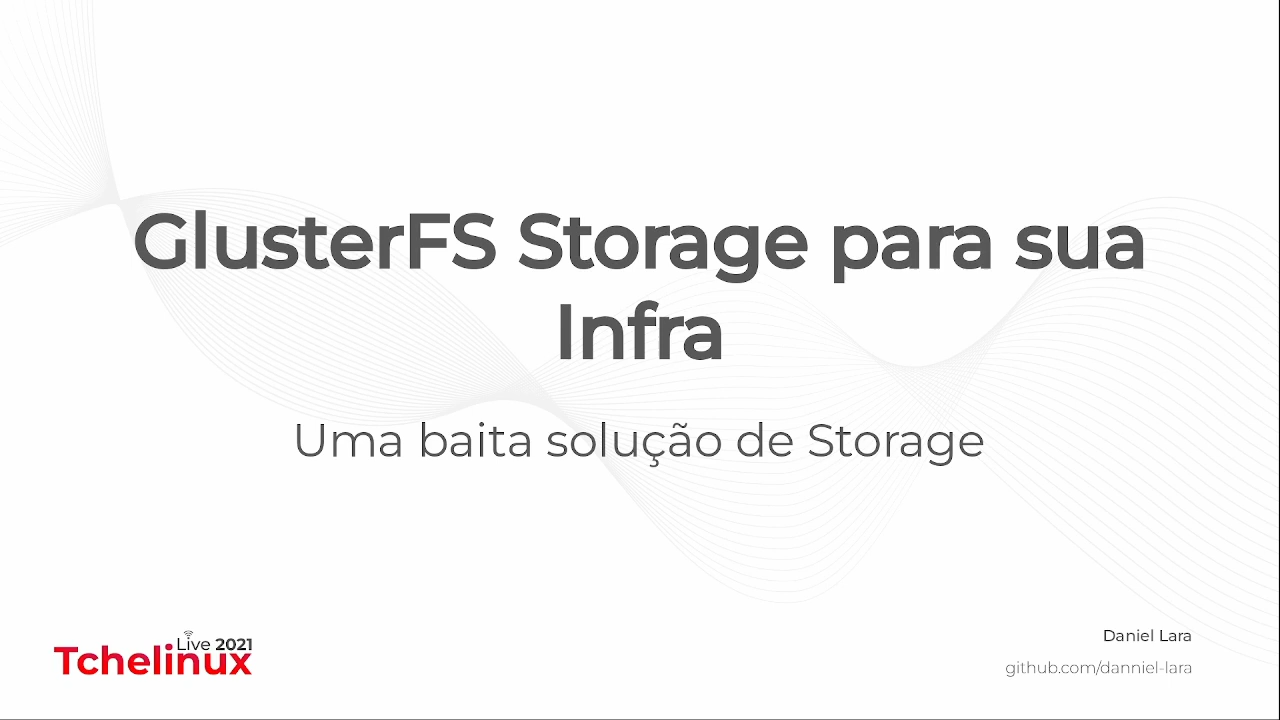 GlusterFS Storage para sua
Infra
Uma baita solução de Storage
Live 2021
Tchelinux
Daniel Lara
github.com/danniel-lara